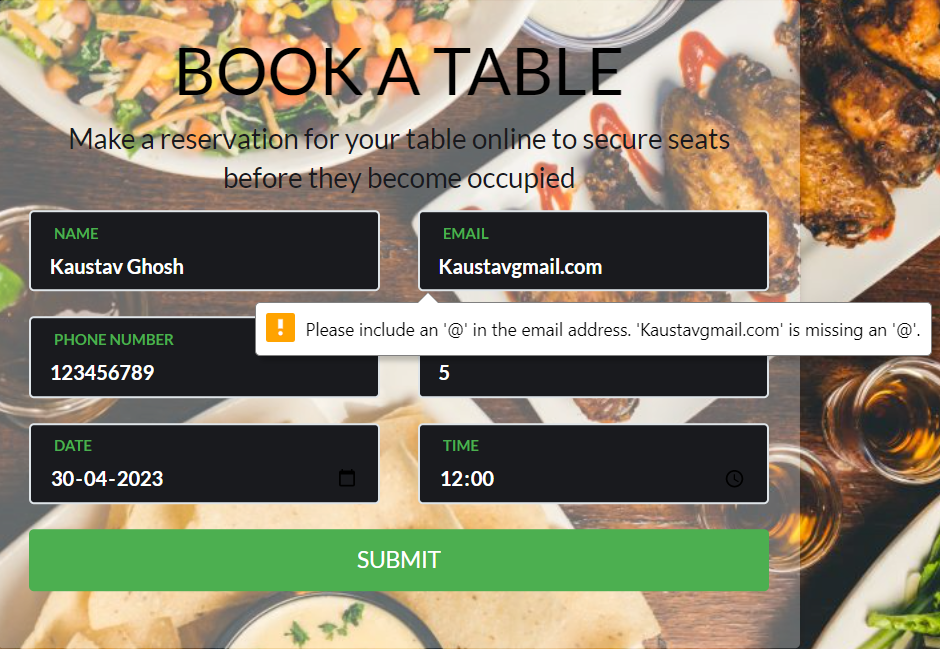 BOOK A TABLE
Make a reservation for your table online to secure seats
before they become occupied
NAME
Kaustav Ghosh
EMAIL
Kaustavgmail.com
Please include an '@' in the email address. 'Kaustavgmail.com' is missing an '@'.
PHONE NUMBER
123456789
5
DATE
30-04-2023
TIME
12:00
SUBMIT